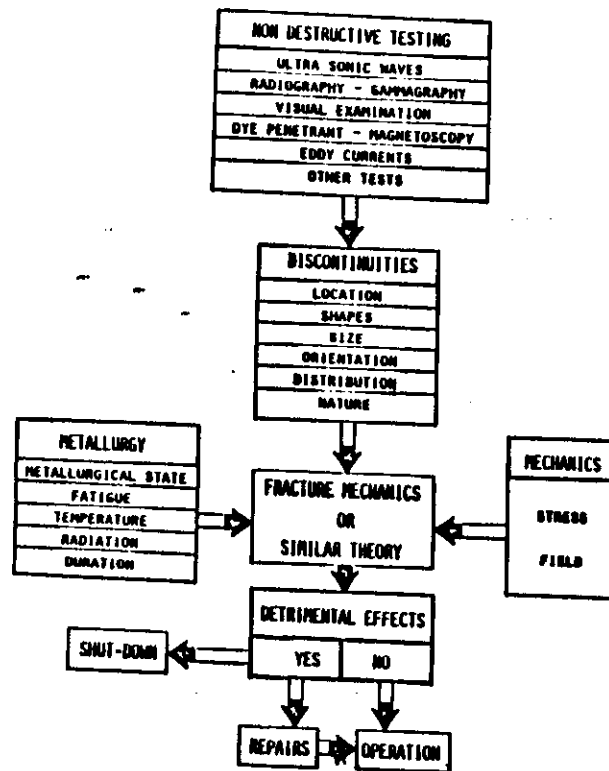 NON DESTRUCTIVE TESTING
ULTRA SONIC WAVES
RADIOGRAPHY - GAMMAGRAPHY
VISUAL EXAMINATION
DYE PENETRANT - MAGNETOSCOPY
EDDY CURRENTS
OTHER TESTS
DISCONTINUITIES
LOCATION
SHAPES
SIZE
ORIENTATION
DISTRIBUTION
NATURE
METALLURGY
METALLURGICAL STATE
FATIGUE
TEMPERATURE
RADIATION
DURATION
FRACTURE MECHANICS
OR
SIMILAR THEORY
MECHANICS
STRESS
FIELD
DETRIMENTAL EFFECTS
YES
NO
SHUT-DOWN
REPAIRS
OPERATION